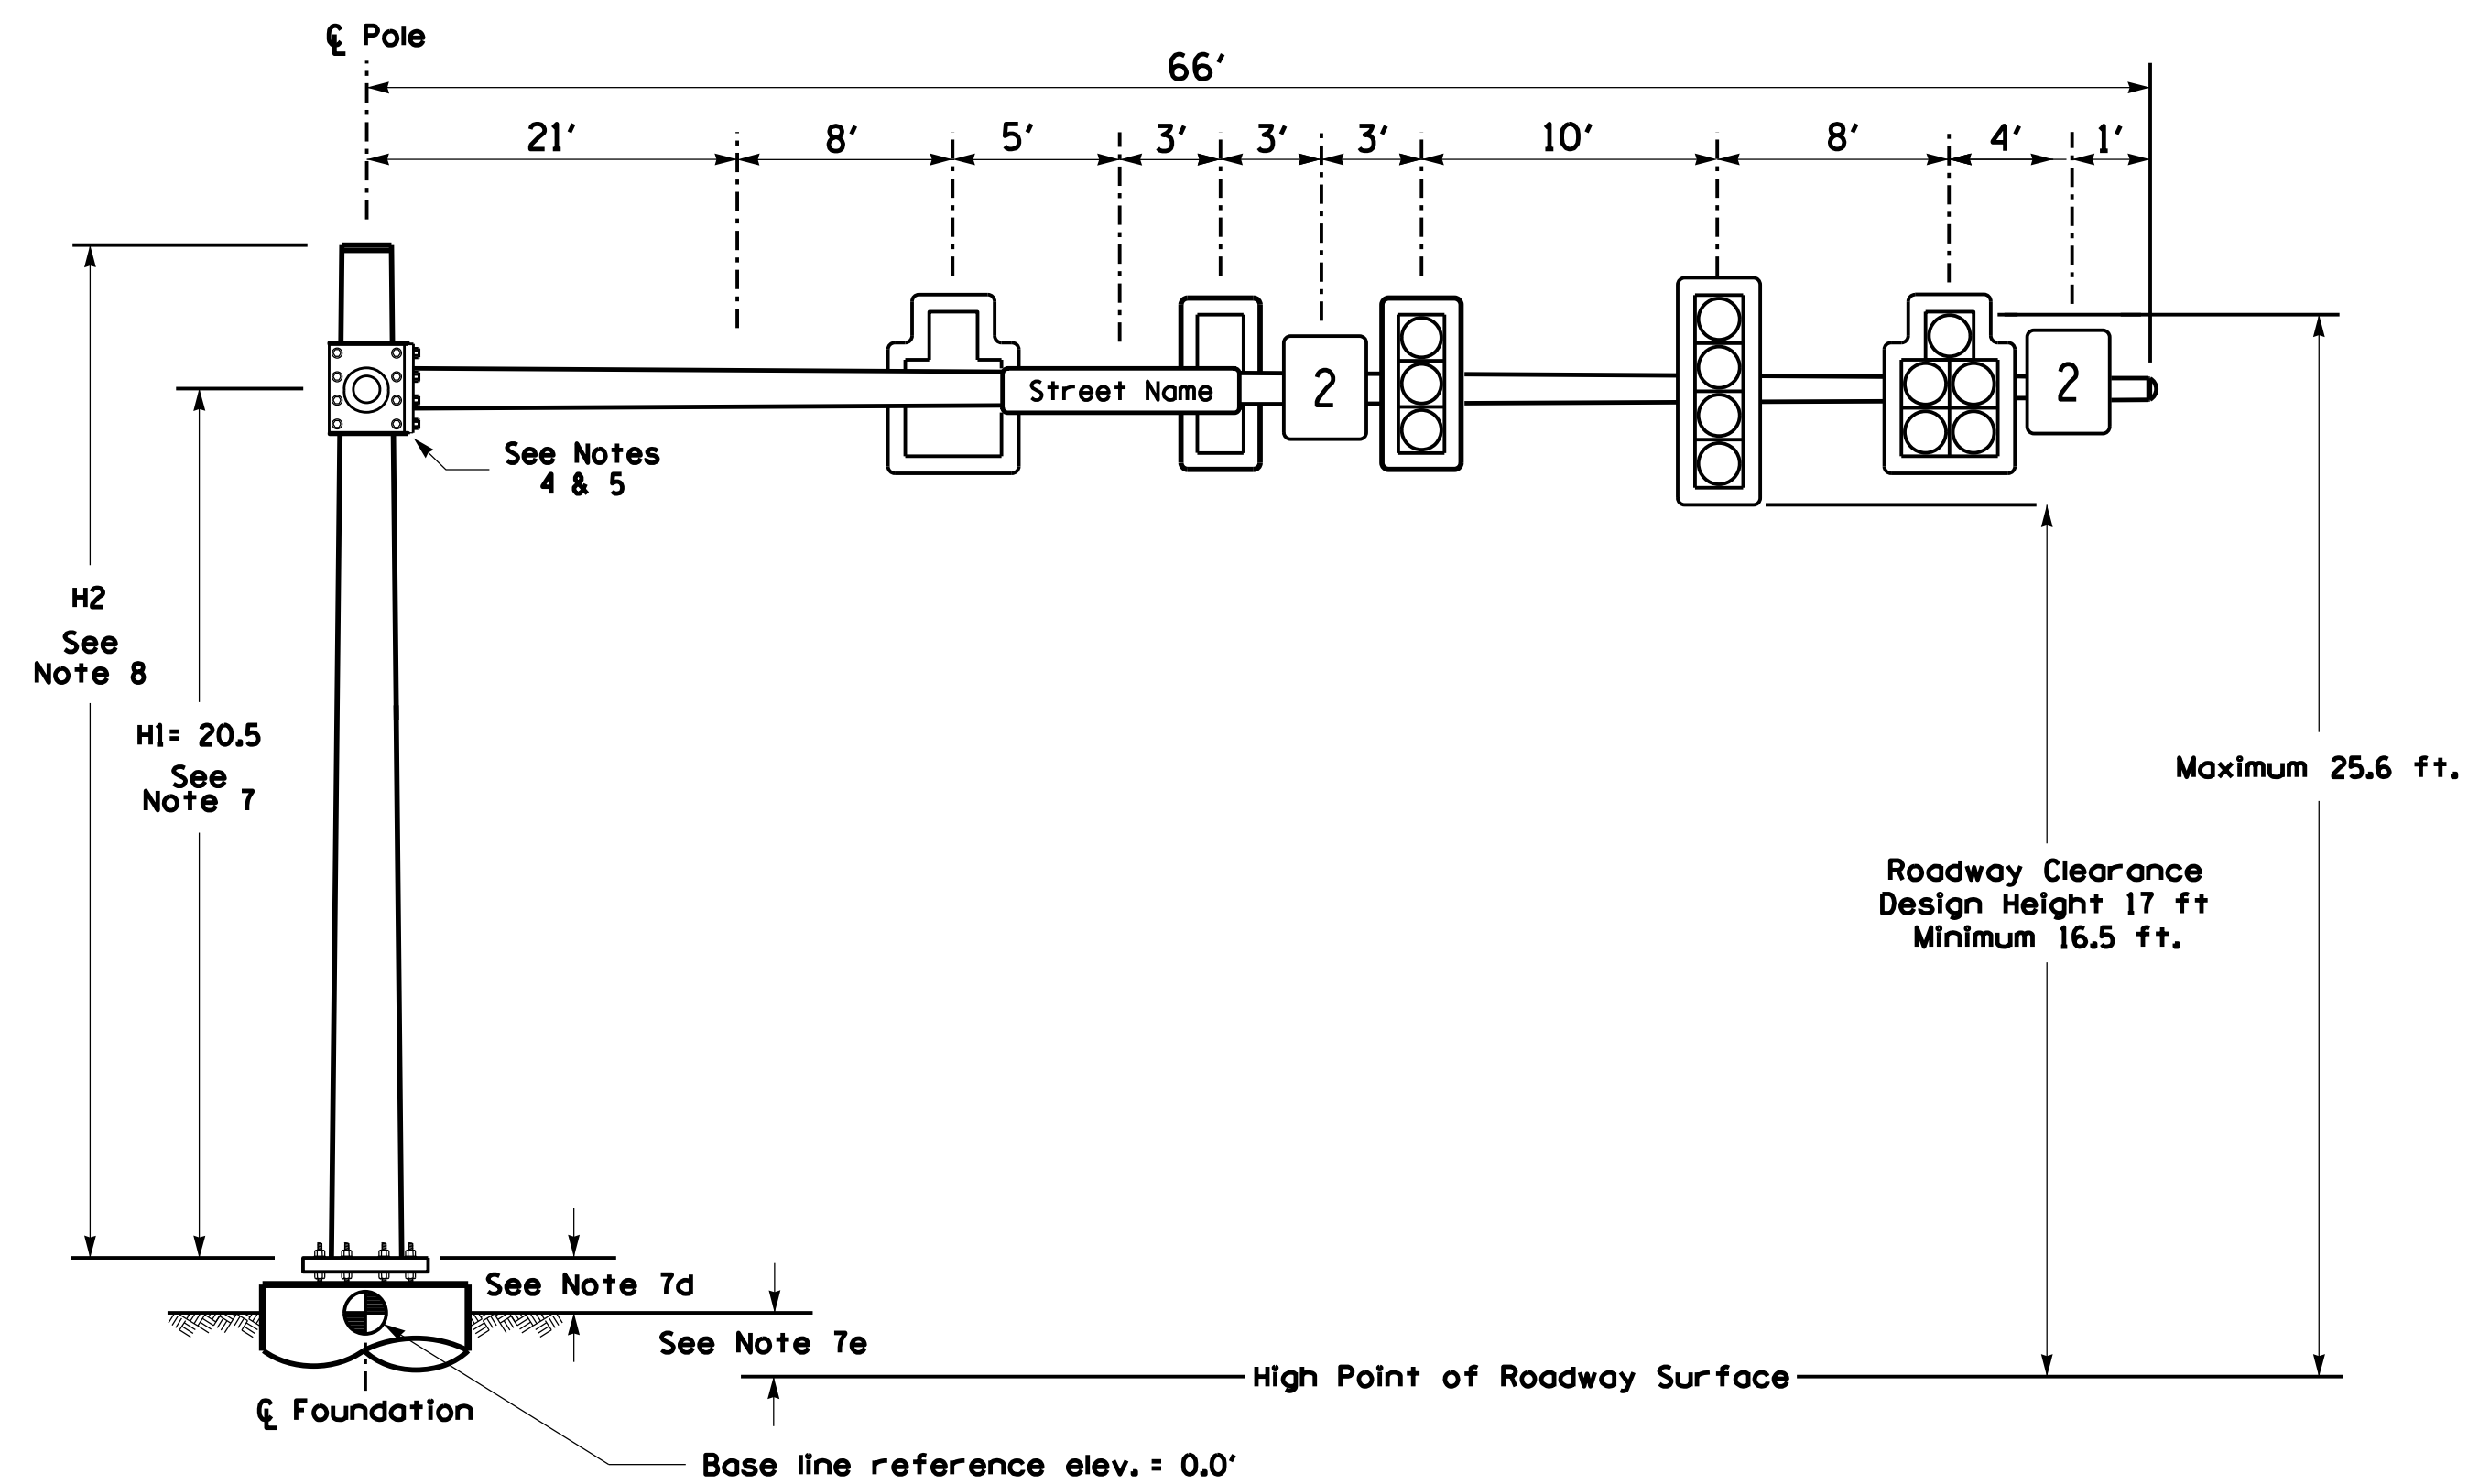 ℄ Pole
66'
21' 8' 5' 3' 3' 3' 10' 8' 4' 1'
Street Name
2
2
See Notes
4 & 5
H2
See
Note 8
H1= 20.5
See
Note 7
Maximum 25.6 ft.
Roadway Clearance
Design Height 17 ft
Minimum 16.5 ft.
See Note 7d
See Note 7e
High Point of Roadway Surface
℄ Foundation
Base line reference elev. = 0.0'